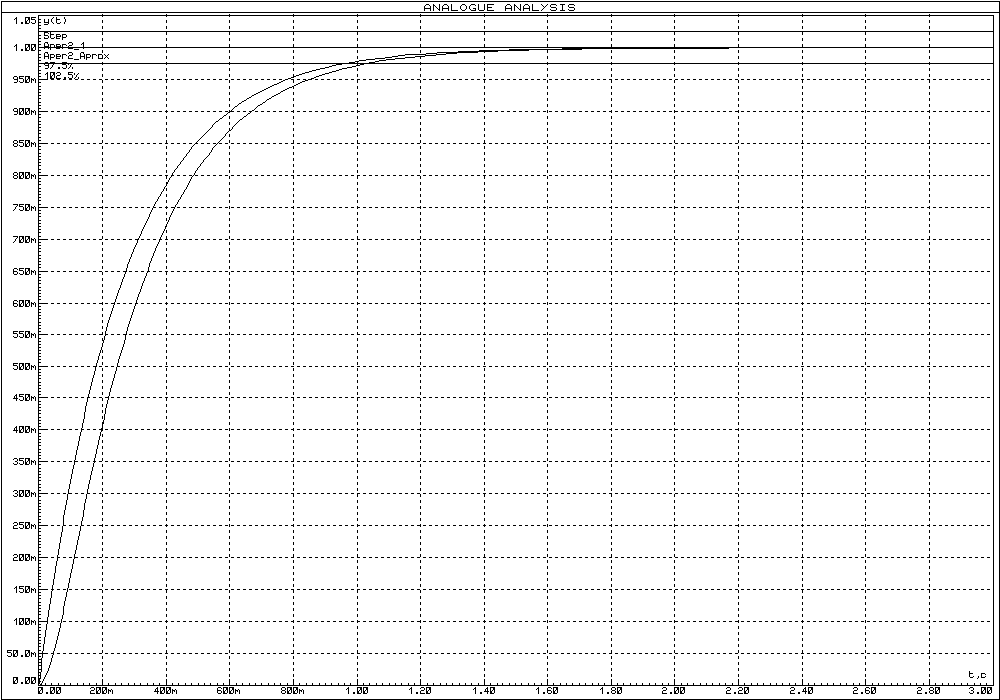 ANALOGUE ANALYSIS
1.05 y(t)
Step
1.00 Aper2_1
Aper2_Aprox
97.5%
102.5%
950m
900m
850m
800m
750m
700m
650m
600m
550m
500m
450m
400m
350m
300m
250m
200m
150m
100m
50.0m
0.00 t,c
0.00 200m 400m 600m 800m 1.00 1.20 1.40 1.60 1.80 2.00 2.20 2.40 2.60 2.80 3.00